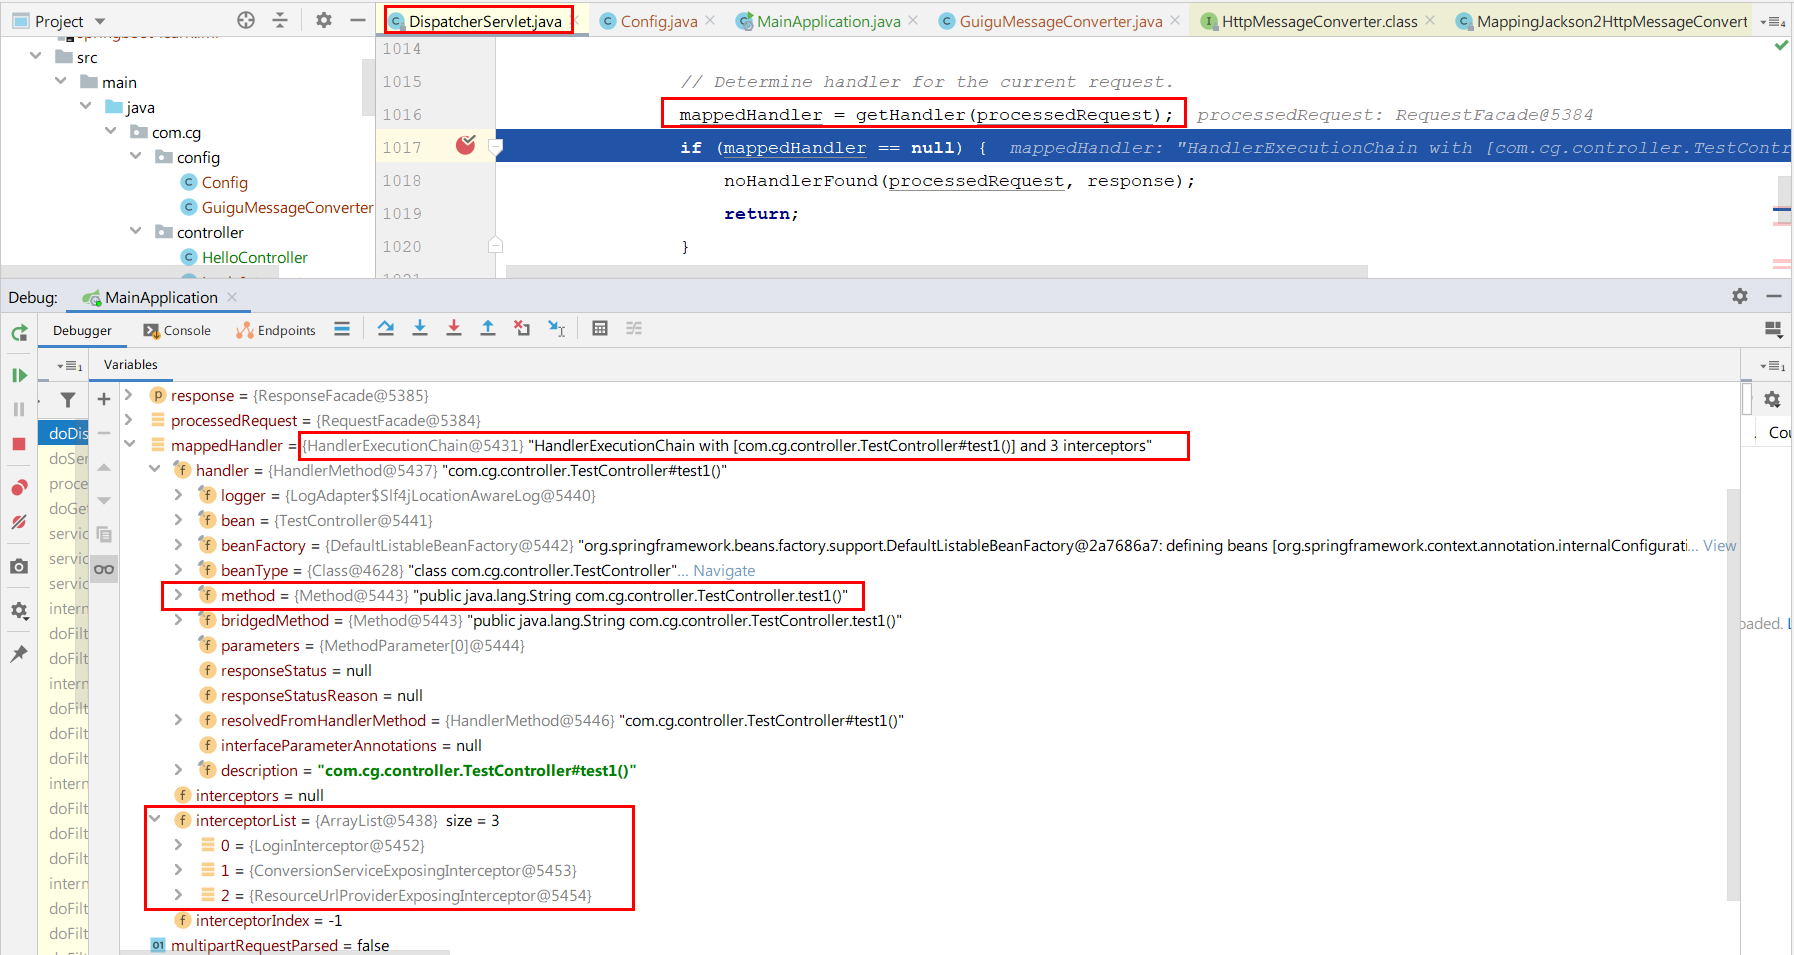 Project
DispatcherServlet.java
Config.java
MainApplication.java
GuiguMessageConverter.java
HttpMessageConverter.class
MappingJackson2HttpMessageConvert
4
src
main
java
com.cg
config
Config
GuiguMessageConverter
controller
HelloController
1014
1015 // Determine handler for the current request.
1016 mappedHandler = getHandler(processedRequest); processedRequest: RequestFacade@5384
1017 if (mappedHandler == null) { mappedHandler: "HandlerExecutionChain with [com.cg.controller.TestContr
1018 noHandlerFound(processedRequest, response);
1019 return;
1020 }
Debug: MainApplication
Debugger Console Endpoints
1 Variables 1
response = {ResponseFacade@5385}
processedRequest = {RequestFacade@5384}
doDis
mappedHandler = {HandlerExecutionChain@5431} "HandlerExecutionChain with [com.cg.controller.TestController#test1()] and 3 interceptors"
Cou
doSer
handler = {HandlerMethod@5437} "com.cg.controller.TestController#test1()"
proce
logger = {LogAdapter$Slf4jLocationAwareLog@5440}
doGet
bean = {TestController@5441}
servic
beanFactory = {DefaultListableBeanFactory@5442} "org.springframework.beans.factory.support.DefaultListableBeanFactory@2a7686a7: defining beans [org.springframework.context.annotation.internalConfigurati... View
servic
beanType = {Class@4628} "class com.cg.controller.TestController"... Navigate
servic
method = {Method@5443} "public java.lang.String com.cg.controller.TestController.test1()"
intern
bridgedMethod = {Method@5443} "public java.lang.String com.cg.controller.TestController.test1()"
oaded. L
doFilt
parameters = {MethodParameter[0]@5444}
doFilt
responseStatus = null
intern
responseStatusReason = null
doFilt
resolvedFromHandlerMethod = {HandlerMethod@5446} "com.cg.controller.TestController#test1()"
doFilt
interfaceParameterAnnotations = null
doFilt
description = "com.cg.controller.TestController#test1()"
intern
interceptors = null
doFilt
interceptorList = {ArrayList@5438} size = 3
doFilt
0 = {LoginInterceptor@5452}
doFilt
1 = {ConversionServiceExposingInterceptor@5453}
intern
2 = {ResourceUrlProviderExposingInterceptor@5454}
doFilt
interceptorIndex = -1
doFilt
multipartRequestParsed = false